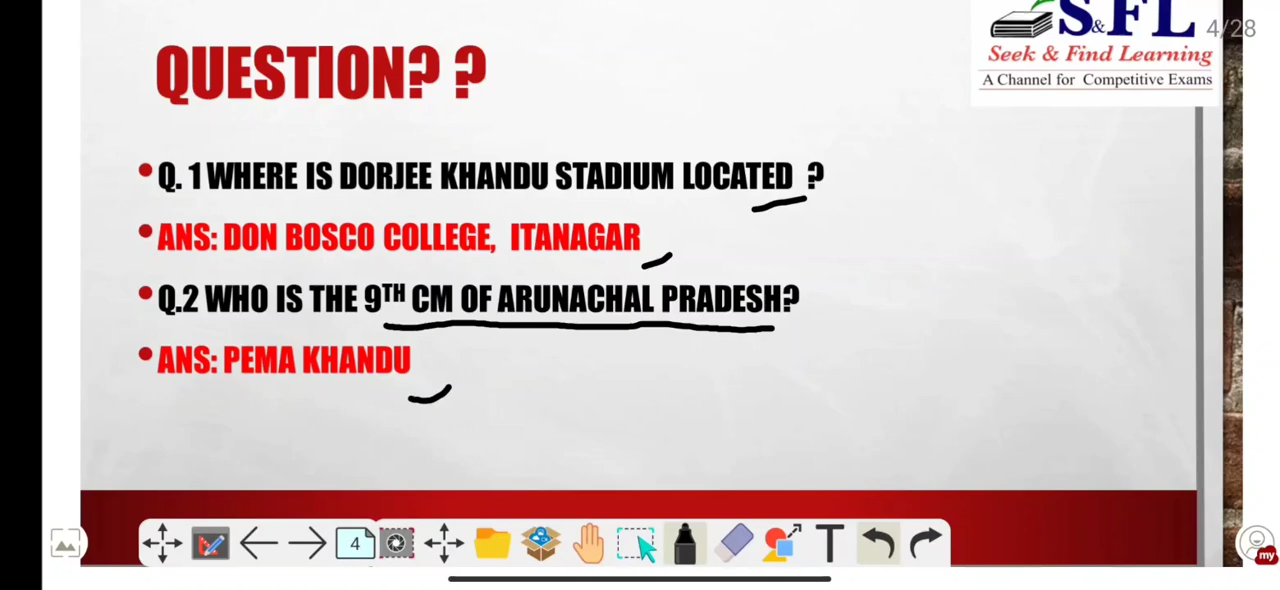 S&FL
4/28
Seek & Find Learning
A Channel for Competitive Exams
QUESTION? ?
• Q. 1 WHERE IS DORJEE KHANDU STADIUM LOCATED ?
• ANS: DON BOSCO COLLEGE, ITANAGAR
• Q.2 WHO IS THE 9TH CM OF ARUNACHAL PRADESH?
• ANS: PEMA KHANDU
4
T
my